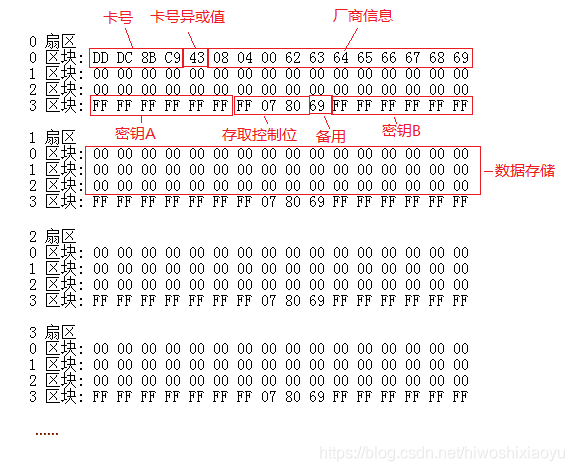 卡号 卡号异或值 厂商信息
0 扇区
0 区块: DD DC 8B C9 43 08 04 00 62 63 64 65 66 67 68 69
1 区块: 00 00 00 00 00 00 00 00 00 00 00 00 00 00 00 00
2 区块: 00 00 00 00 00 00 00 00 00 00 00 00 00 00 00 00
3 区块: FF FF FF FF FF FF FF 07 80 69 FF FF FF FF FF FF
密钥A 存取控制位 备用 密钥B
1 扇区
0 区块: 00 00 00 00 00 00 00 00 00 00 00 00 00 00 00 00
1 区块: 00 00 00 00 00 00 00 00 00 00 00 00 00 00 00 00
数据存储
2 区块: 00 00 00 00 00 00 00 00 00 00 00 00 00 00 00 00
3 区块: FF FF FF FF FF FF FF 07 80 69 FF FF FF FF FF FF
2 扇区
0 区块: 00 00 00 00 00 00 00 00 00 00 00 00 00 00 00 00
1 区块: 00 00 00 00 00 00 00 00 00 00 00 00 00 00 00 00
2 区块: 00 00 00 00 00 00 00 00 00 00 00 00 00 00 00 00
3 区块: FF FF FF FF FF FF FF 07 80 69 FF FF FF FF FF FF
3 扇区
0 区块: 00 00 00 00 00 00 00 00 00 00 00 00 00 00 00 00
1 区块: 00 00 00 00 00 00 00 00 00 00 00 00 00 00 00 00
2 区块: 00 00 00 00 00 00 00 00 00 00 00 00 00 00 00 00
3 区块: FF FF FF FF FF FF FF 07 80 69 FF FF FF FF FF FF
......
https://blog.csdn.net/hiwoshixiaoyu